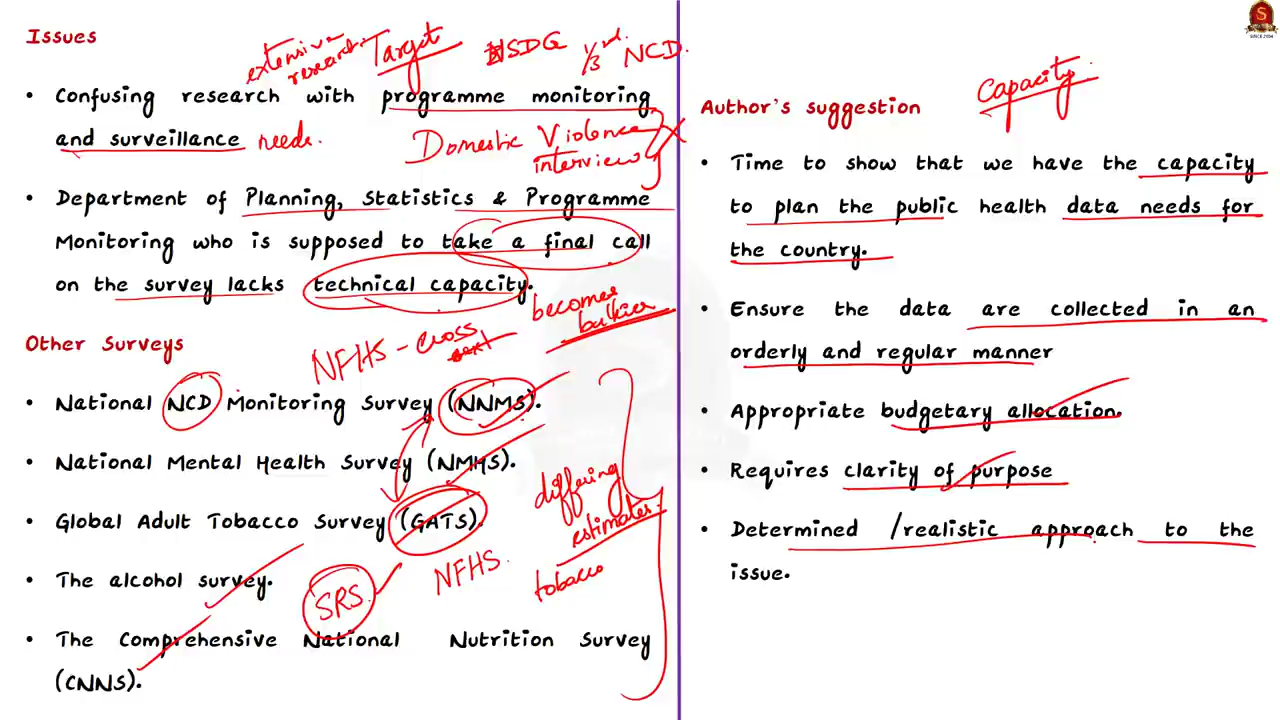 Issues
extensive
research.
Target
NSDG 1/3rd NCD.
• Confusing research with programme monitoring
and surveillance needs.
Domestic Violence
interview
• Department of Planning, Statistics & Programme
Monitoring who is supposed to take a final call
on the survey lacks technical capacity.
becomes
bulkier
NFHS - cross
sect
Other Surveys
• National NCD Monitoring Survey (NNMS).
• National Mental Health Survey (NMHS).
• Global Adult Tobacco Survey (GATS).
differing
estimates.
tobacco
NFHS.
• The alcohol survey.
SRS
• The Comprehensive National Nutrition Survey
(CNNS).
Capacity
Author's suggestion
• Time to show that we have the capacity
to plan the public health data needs for
the country.
• Ensure the data are collected in an
orderly and regular manner
• Appropriate budgetary allocation.
• Requires clarity of purpose
• Determined /realistic approach to the
issue.
S
SINCE 2004